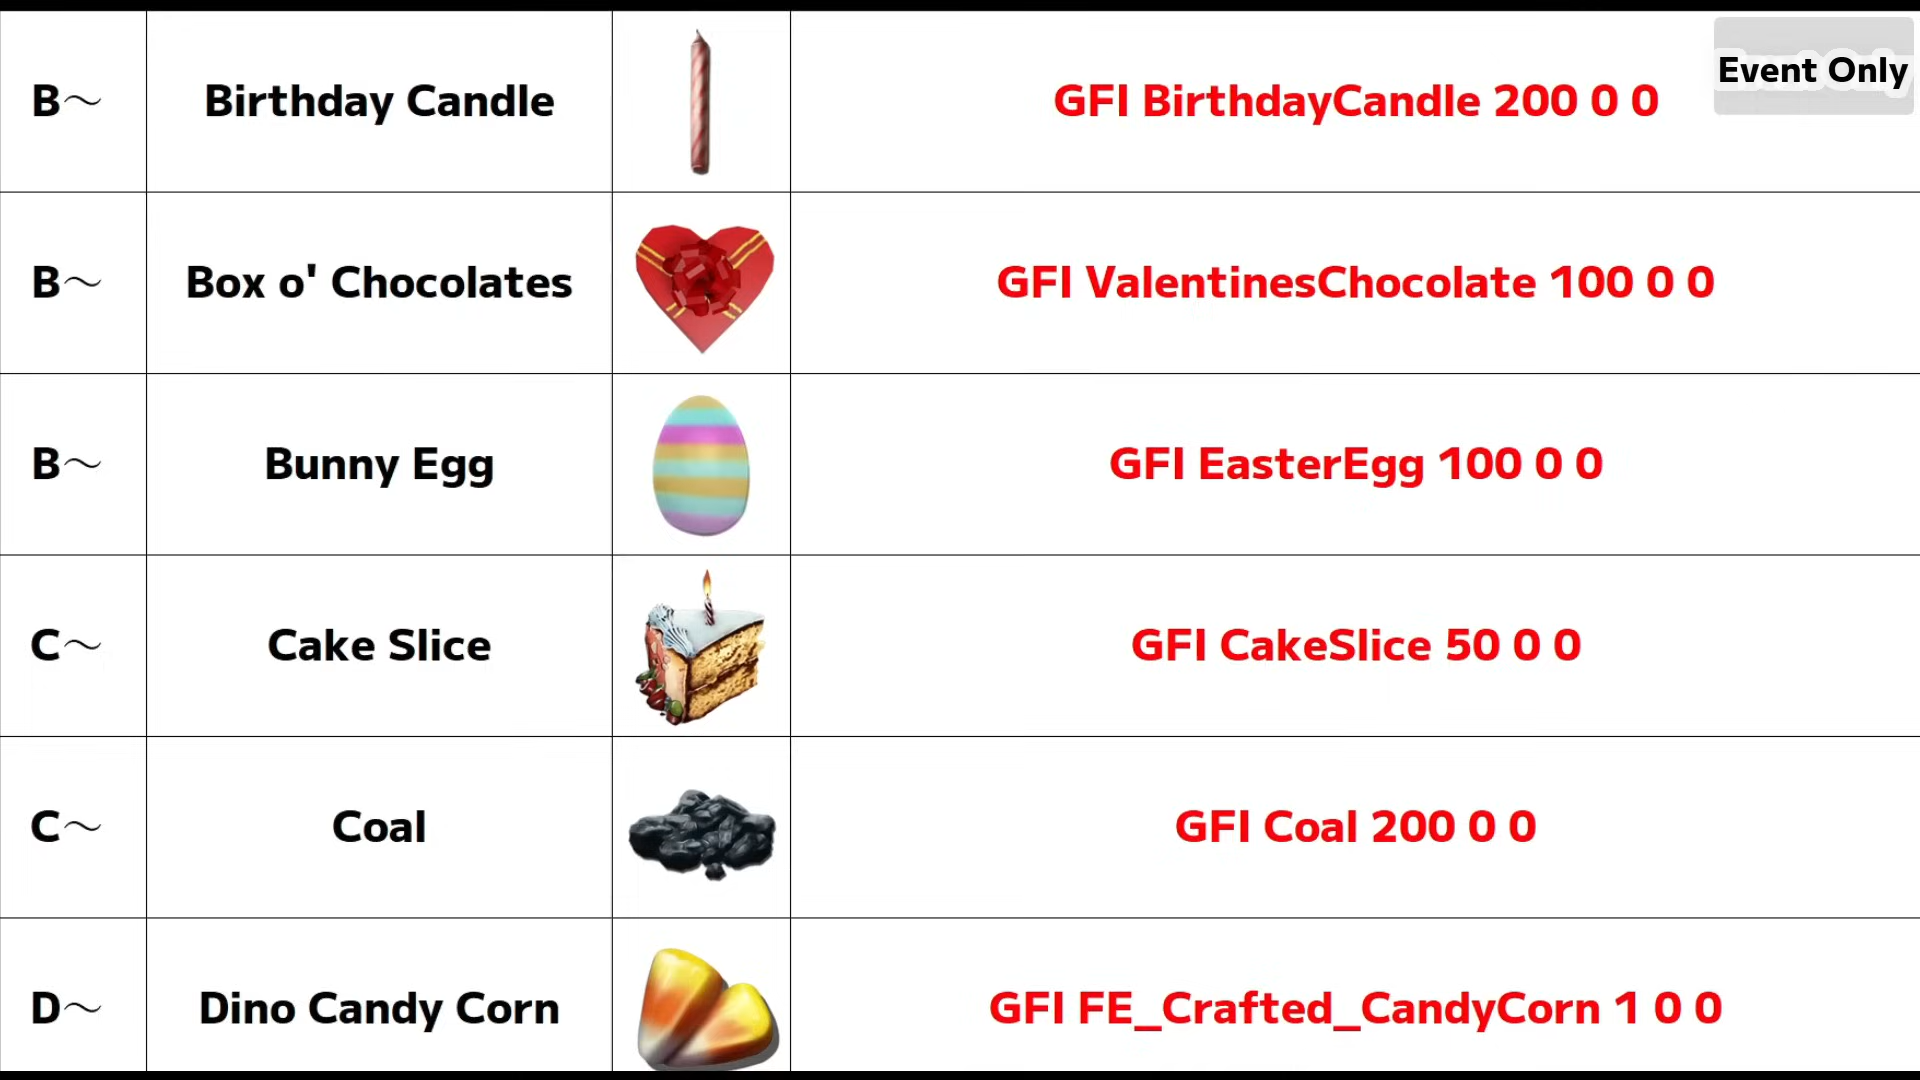 Event Only
B～ Birthday Candle GFI BirthdayCandle 200 0 0
B～ Box o' Chocolates GFI ValentinesChocolate 100 0 0
B～ Bunny Egg GFI EasterEgg 100 0 0
C～ Cake Slice GFI CakeSlice 50 0 0
C～ Coal GFI Coal 200 0 0
D～ Dino Candy Corn GFI FE_Crafted_CandyCorn 1 0 0